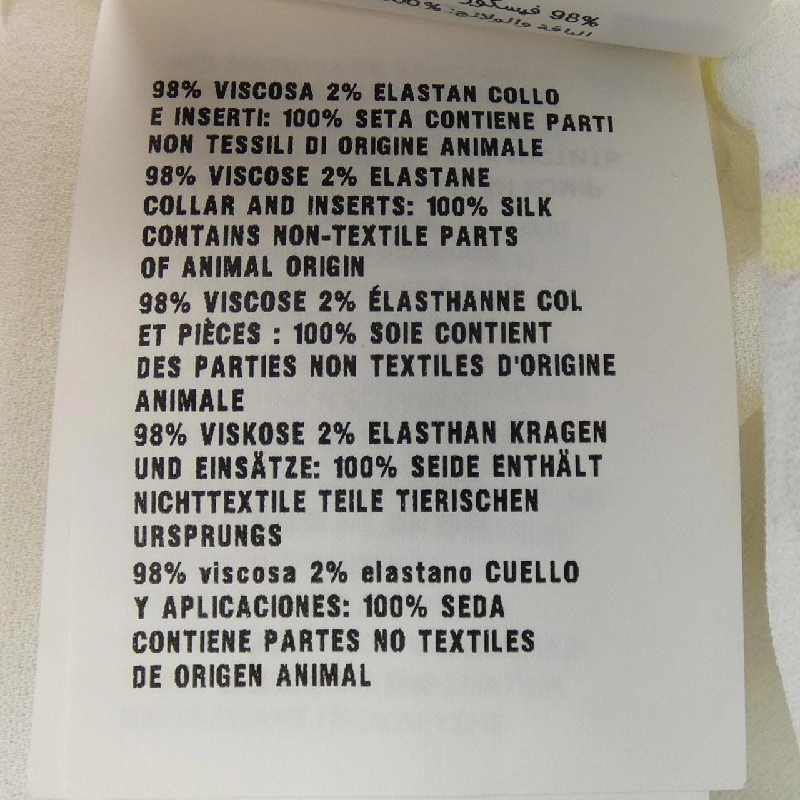 98% فيسكوز
98% VISCOSA 2% ELASTAN COLLO
E INSERTI: 100% SETA CONTIENE PARTI
NON TESSILI DI ORIGINE ANIMALE
98% VISCOSE 2% ELASTANE
COLLAR AND INSERTS: 100% SILK
CONTAINS NON-TEXTILE PARTS
OF ANIMAL ORIGIN
98% VISCOSE 2% ÉLASTHANNE COL
ET PIÈCES : 100% SOIE CONTIENT
DES PARTIES NON TEXTILES D'ORIGINE
ANIMALE
98% VISKOSE 2% ELASTHAN KRAGEN
UND EINSÄTZE: 100% SEIDE ENTHÄLT
NICHTTEXTILE TEILE TIERISCHEN
URSPRUNGS
98% viscosa 2% elastano CUELLO
Y APLICACIONES: 100% SEDA
CONTIENE PARTES NO TEXTILES
DE ORIGEN ANIMAL